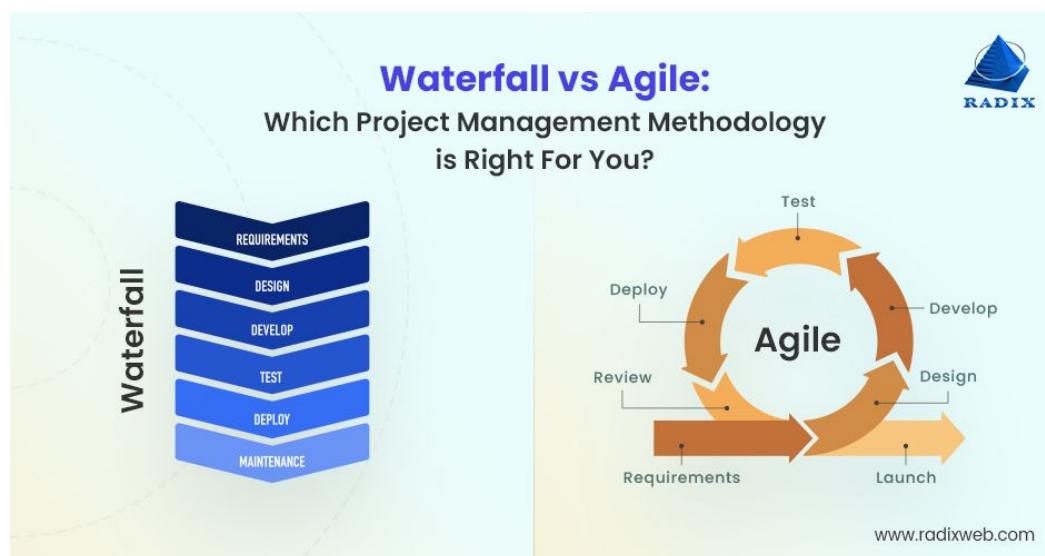 Waterfall vs Agile:
Which Project Management Methodology
is Right For You?
RADIX
Waterfall
REQUIREMENTS
DESIGN
DEVELOP
TEST
DEPLOY
MAINTENANCE
Test
Deploy
Develop
Agile
Review
Design
Requirements
Launch
www.radixweb.com